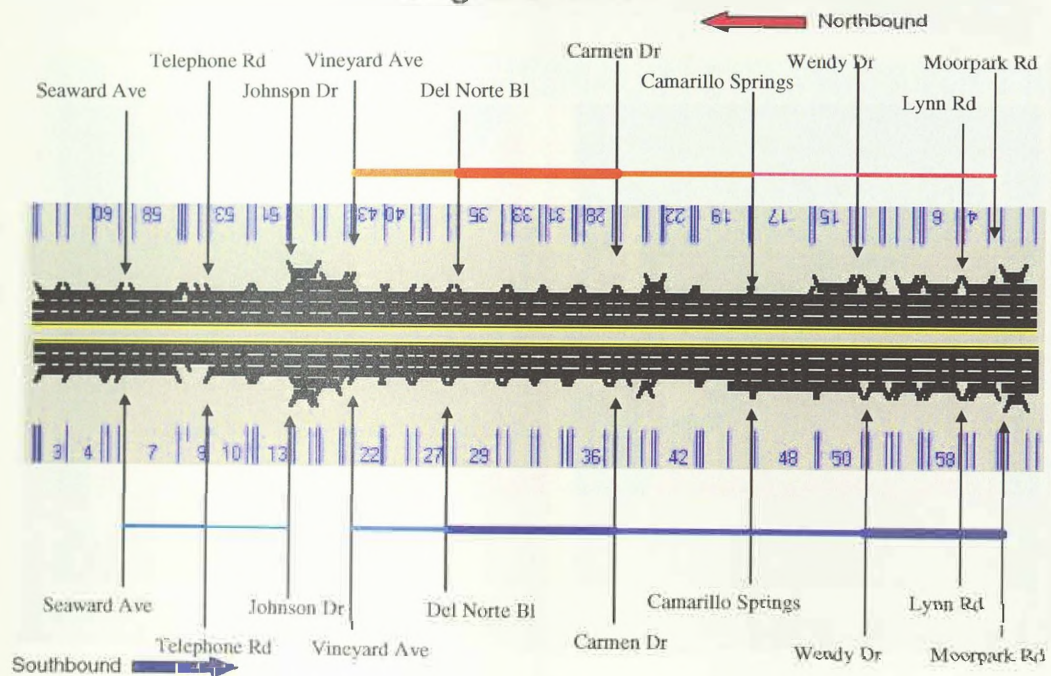 Northbound
Carmen Dr
Telephone Rd Vineyard Ave Wendy Dr Moorpark Rd
Seaward Ave Johnson Dr Del Norte Bl Camarillo Springs
Lynn Rd
60 58 53 51 43 40 35 33 31 28 22 19 17 15 6 4
3 4 7 9 10 13 22 27 29 36 42 48 50 58
Seaward Ave Johnson Dr Del Norte Bl Camarillo Springs Lynn Rd
Telephone Rd Vineyard Ave Carmen Dr Wendy Dr Moorpark Rd
Southbound